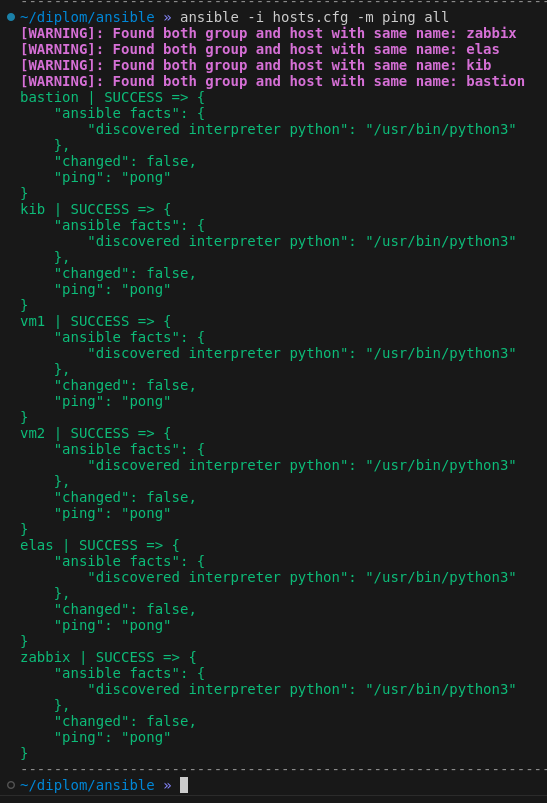 ~/diplom/ansible » ansible -i hosts.cfg -m ping all
[WARNING]: Found both group and host with same name: zabbix
[WARNING]: Found both group and host with same name: elas
[WARNING]: Found both group and host with same name: kib
[WARNING]: Found both group and host with same name: bastion
bastion | SUCCESS => {
    "ansible facts": {
        "discovered interpreter python": "/usr/bin/python3"
    },
    "changed": false,
    "ping": "pong"
}
kib | SUCCESS => {
    "ansible facts": {
        "discovered interpreter python": "/usr/bin/python3"
    },
    "changed": false,
    "ping": "pong"
}
vm1 | SUCCESS => {
    "ansible facts": {
        "discovered interpreter python": "/usr/bin/python3"
    },
    "changed": false,
    "ping": "pong"
}
vm2 | SUCCESS => {
    "ansible facts": {
        "discovered interpreter python": "/usr/bin/python3"
    },
    "changed": false,
    "ping": "pong"
}
elas | SUCCESS => {
    "ansible facts": {
        "discovered interpreter python": "/usr/bin/python3"
    },
    "changed": false,
    "ping": "pong"
}
zabbix | SUCCESS => {
    "ansible facts": {
        "discovered interpreter python": "/usr/bin/python3"
    },
    "changed": false,
    "ping": "pong"
}
~/diplom/ansible »